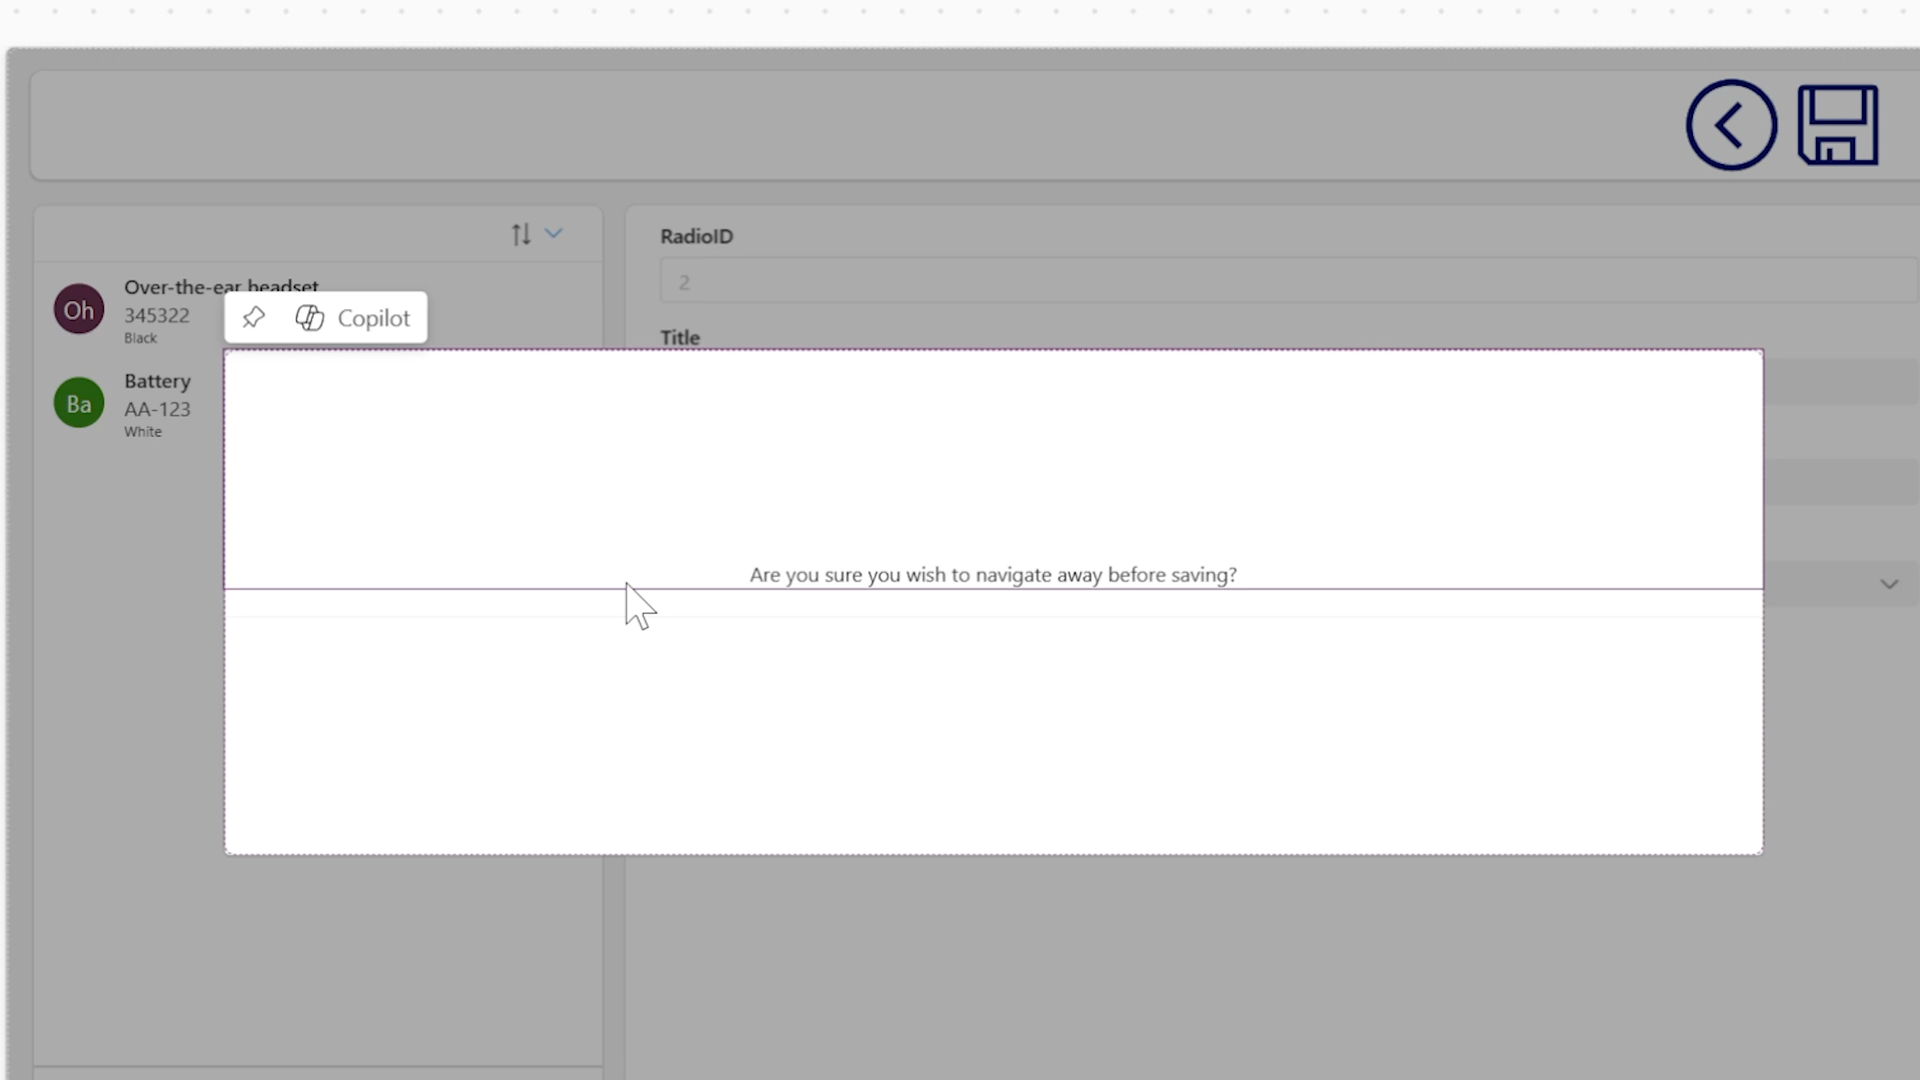 RadioID
2
Over-the-ear headset
Oh
345322
Black
Copilot
Title
Battery
Ba
AA-123
White
Are you sure you wish to navigate away before saving?